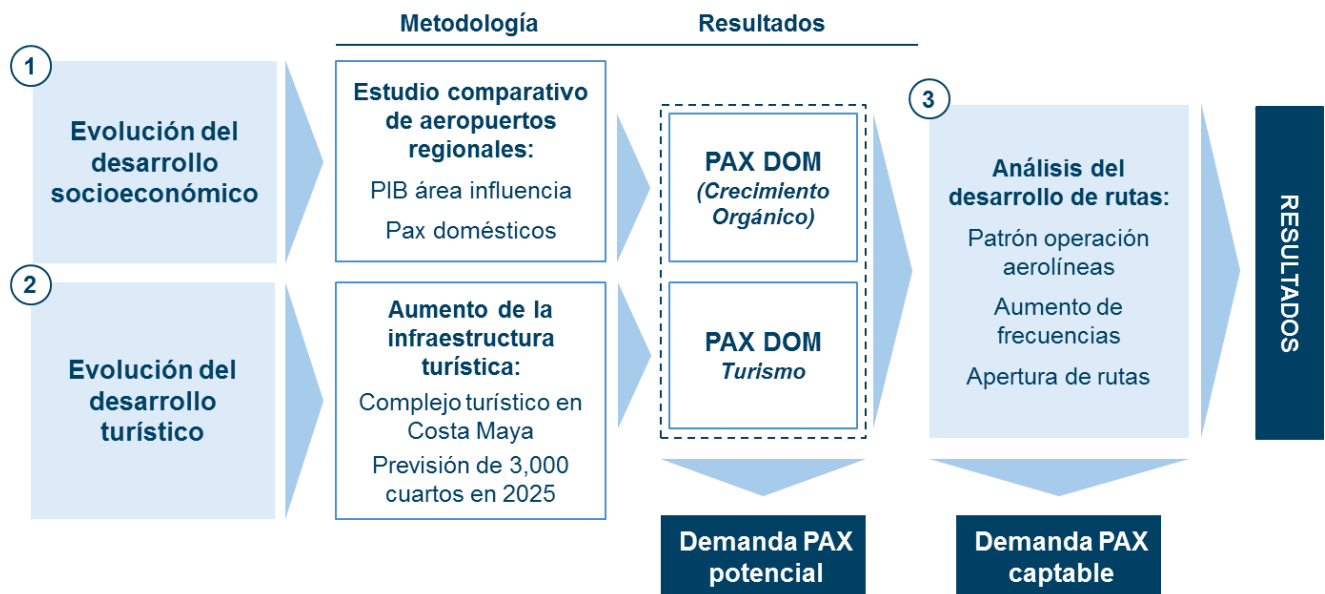 Metodología
Resultados
1
Evolución del
desarrollo
socioeconómico
Estudio comparativo
de aeropuertos
regionales:
PIB área influencia
Pax domésticos
PAX DOM
(Crecimiento
Orgánico)
2
Evolución del
desarrollo
turístico
Aumento de la
infraestructura
turística:
Complejo turístico en
Costa Maya
Previsión de 3,000
cuartos en 2025
PAX DOM
Turismo
3
Análisis del
desarrollo de rutas:
Patrón operación
aerolíneas
Aumento de
frecuencias
Apertura de rutas
RESULTADOS
Demanda PAX
potencial
Demanda PAX
captable